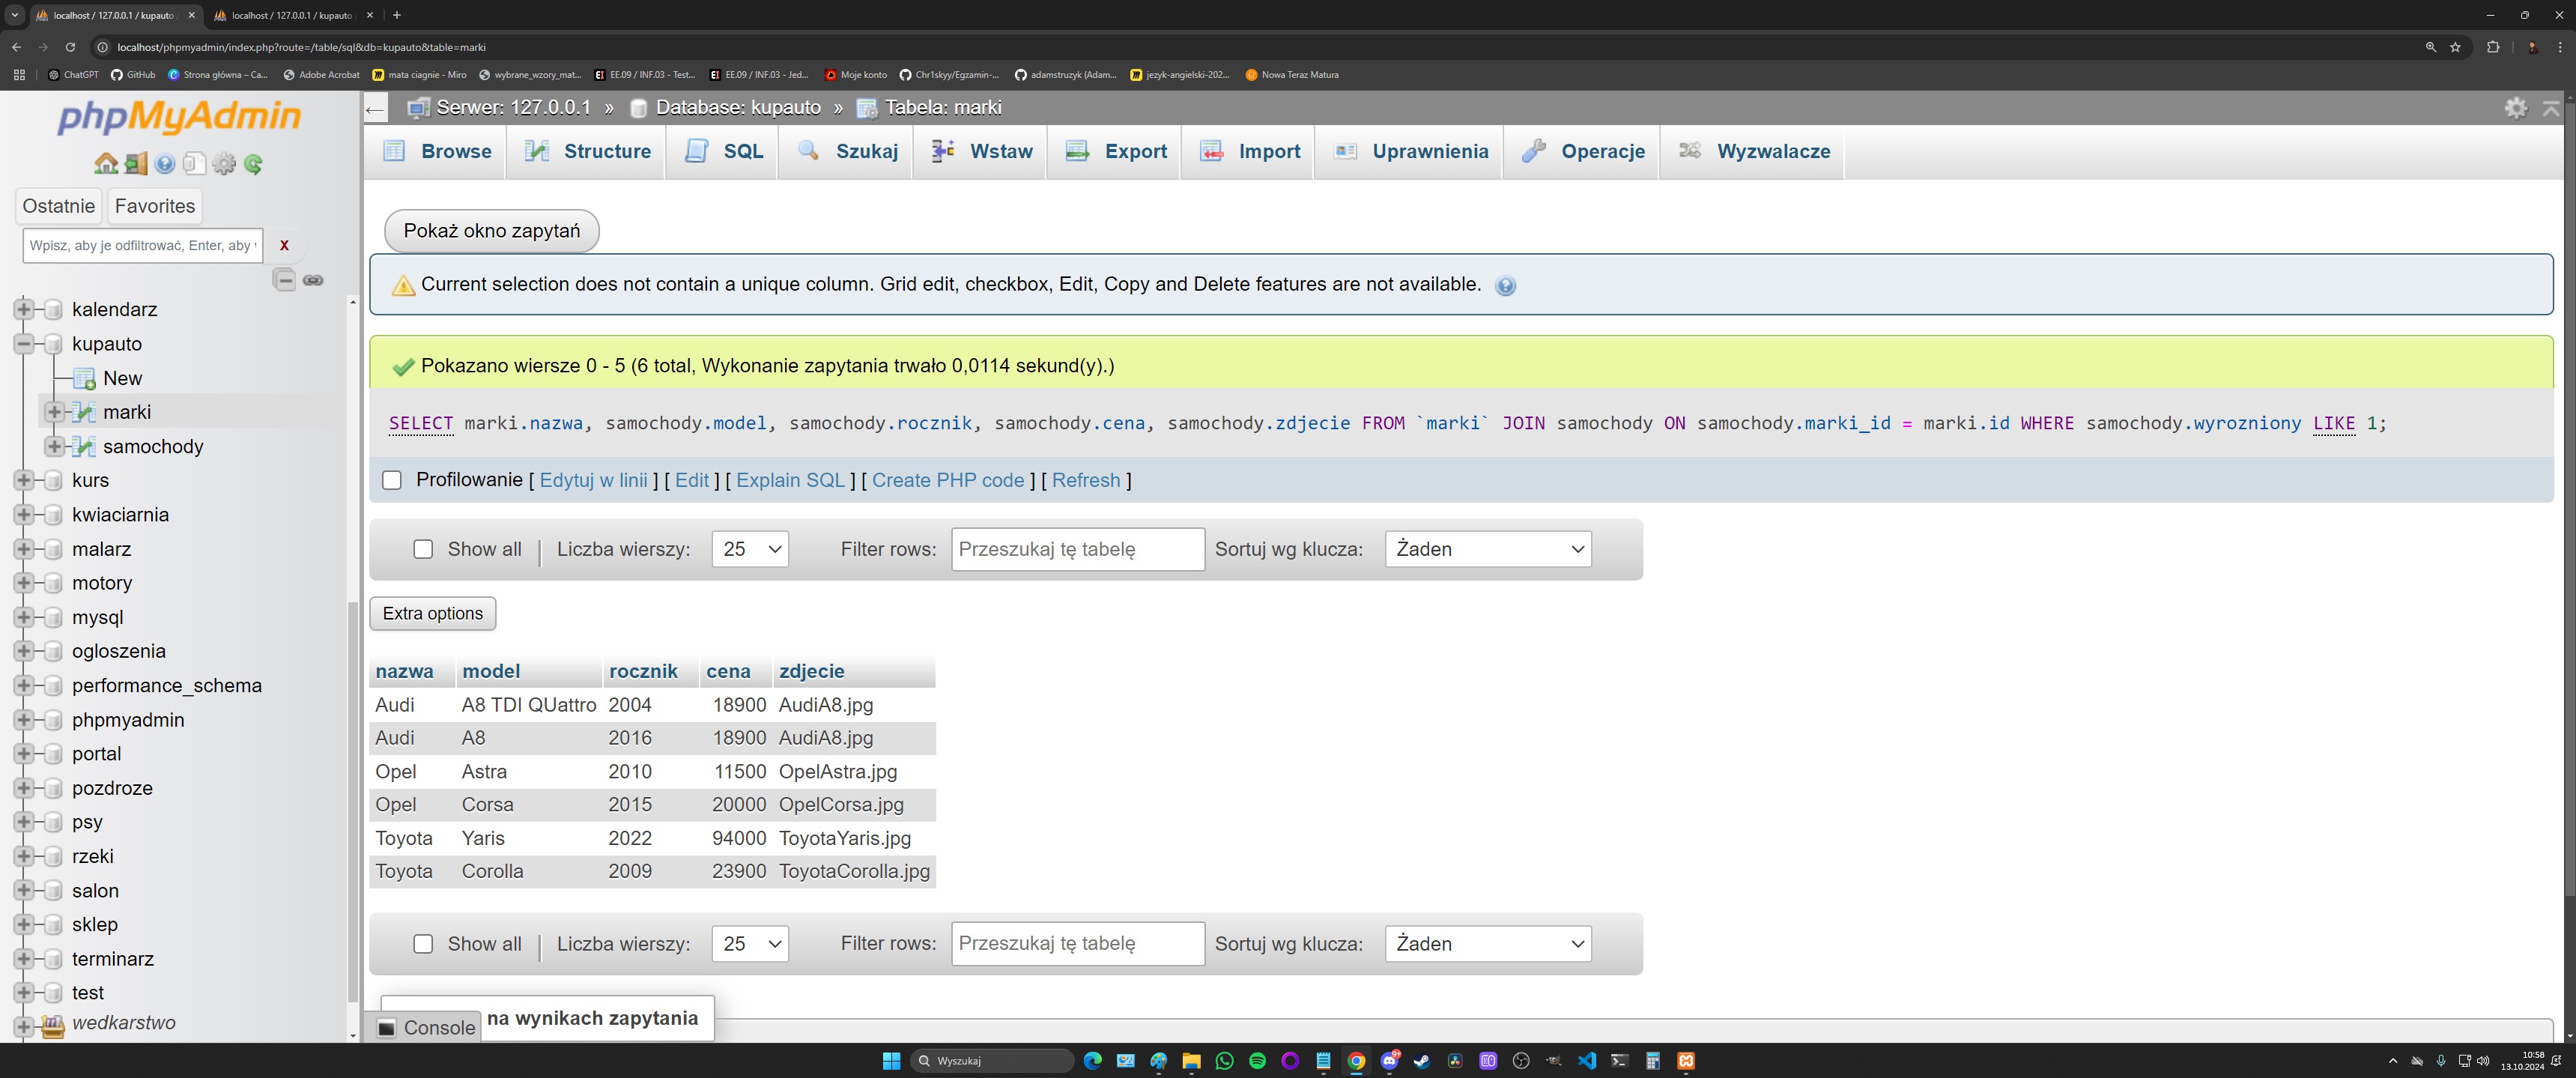 localhost / 127.0.0.1 / kupauto
localhost / 127.0.0.1 / kupauto
localhost/phpmyadmin/index.php?route=/table/sql&db=kupauto&table=marki
ChatGPT GitHub Strona główna – Ca... Adobe Acrobat mata ciagnie - Miro wybrane_wzory_mat... EE.09 / INF.03 - Test... EE.09 / INF.03 - Jed... Moje konto Chr1skyy/Egzamin-... adamstruzyk (Adam... jezyk-angielski-202... Nowa Teraz Matura
phpMyAdmin
Ostatnie Favorites
Wpisz, aby je odfiltrować, Enter, aby X
kalendarz
kupauto
New
marki
samochody
kurs
kwiaciarnia
malarz
motory
mysql
ogloszenia
performance_schema
phpmyadmin
portal
pozdroze
psy
rzeki
salon
sklep
terminarz
test
wedkarstwo
Serwer: 127.0.0.1 » Database: kupauto » Tabela: marki
Browse Structure SQL Szukaj Wstaw Export Import Uprawnienia Operacje Wyzwalacze
Pokaż okno zapytań
Current selection does not contain a unique column. Grid edit, checkbox, Edit, Copy and Delete features are not available.
Pokazano wiersze 0 - 5 (6 total, Wykonanie zapytania trwało 0,0114 sekund(y).)
SELECT marki.nazwa, samochody.model, samochody.rocznik, samochody.cena, samochody.zdjecie FROM `marki` JOIN samochody ON samochody.marki_id = marki.id WHERE samochody.wyrozniony LIKE 1;
Profilowanie [ Edytuj w linii ] [ Edit ] [ Explain SQL ] [ Create PHP code ] [ Refresh ]
Show all | Liczba wierszy: 25 Filter rows: Przeszukaj tę tabelę Sortuj wg klucza: Żaden
Extra options
nazwa model rocznik cena zdjecie
Audi A8 TDI QUattro 2004 18900 AudiA8.jpg
Audi A8 2016 18900 AudiA8.jpg
Opel Astra 2010 11500 OpelAstra.jpg
Opel Corsa 2015 20000 OpelCorsa.jpg
Toyota Yaris 2022 94000 ToyotaYaris.jpg
Toyota Corolla 2009 23900 ToyotaCorolla.jpg
Show all | Liczba wierszy: 25 Filter rows: Przeszukaj tę tabelę Sortuj wg klucza: Żaden
Console na wynikach zapytania
Wyszukaj
10:58
13.10.2024